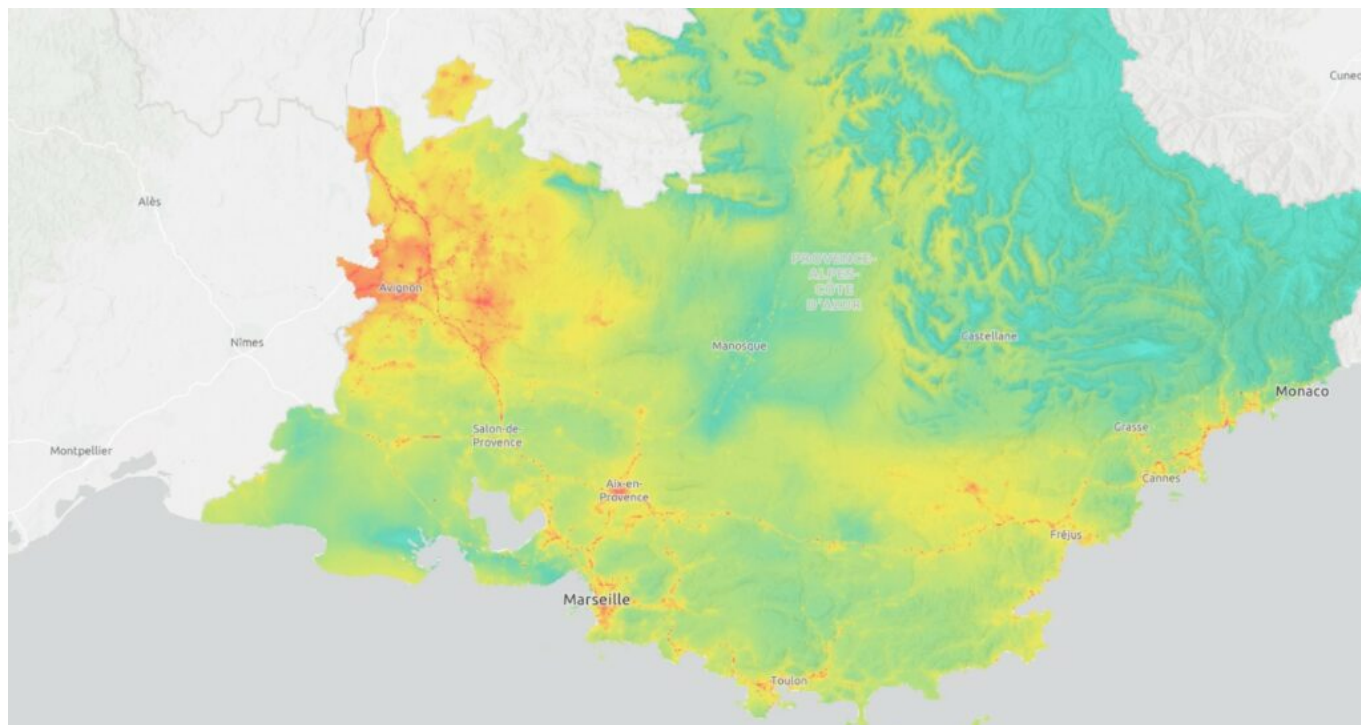 Cuneo
Alès
PROVENCE-
ALPES-
CÔTE
D'AZUR
Avignon
Castellane
Nîmes
Manosque
Monaco
Grasse
Salon-de-
Provence
Montpellier
Cannes
Aix-en-
Provence
Fréjus
Marseille
Toulon